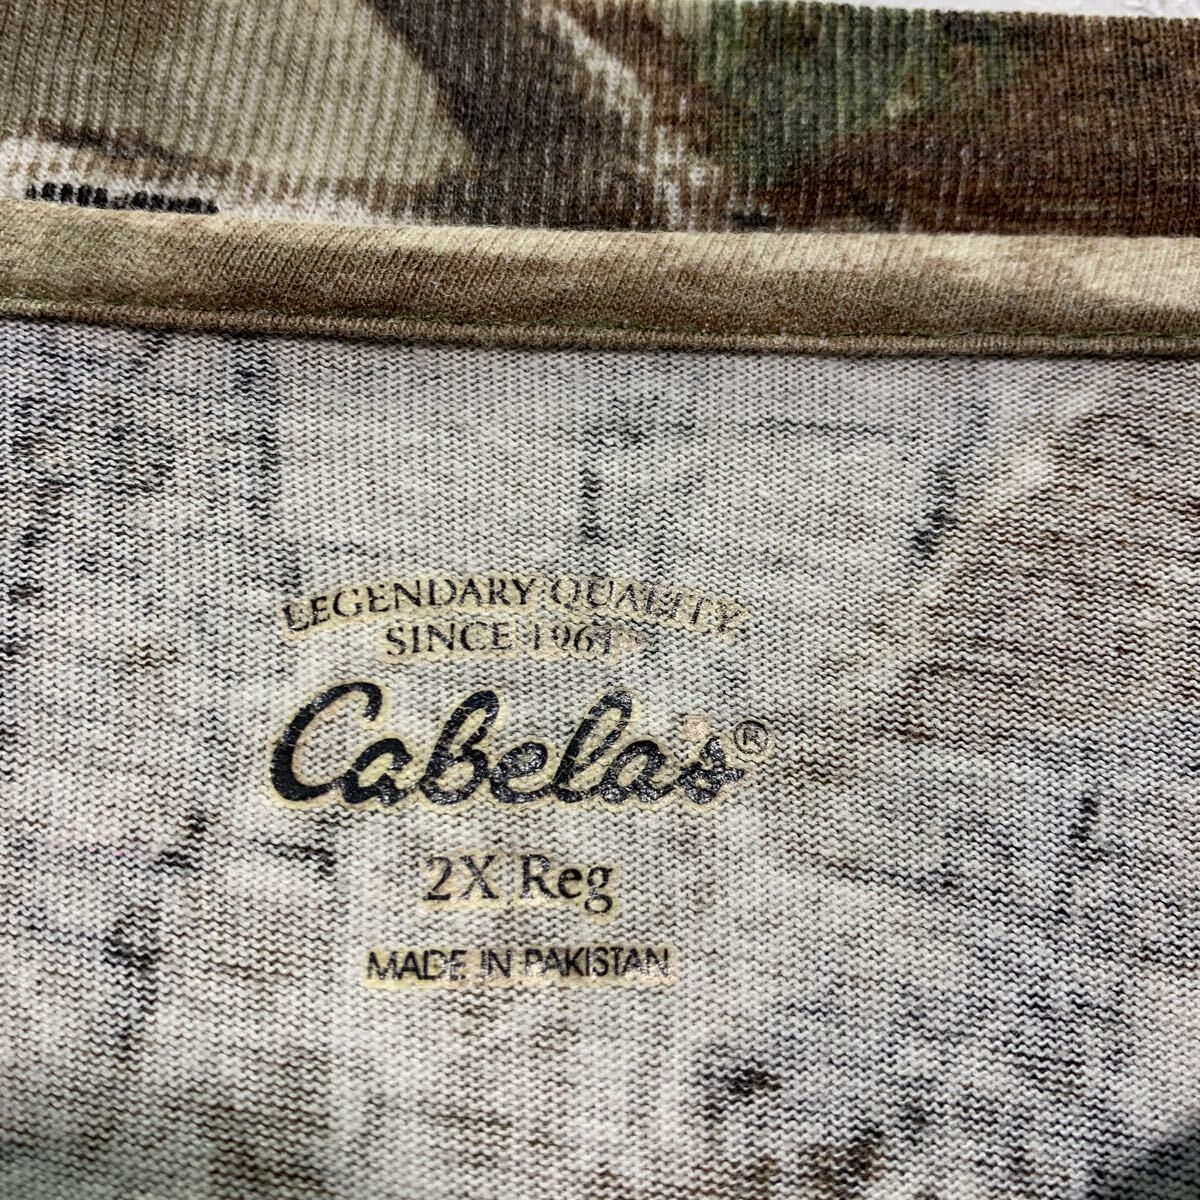 LEGENDARY QUALITY
SINCE 1961
Cabela's®
2X Reg
MADE IN PAKISTAN